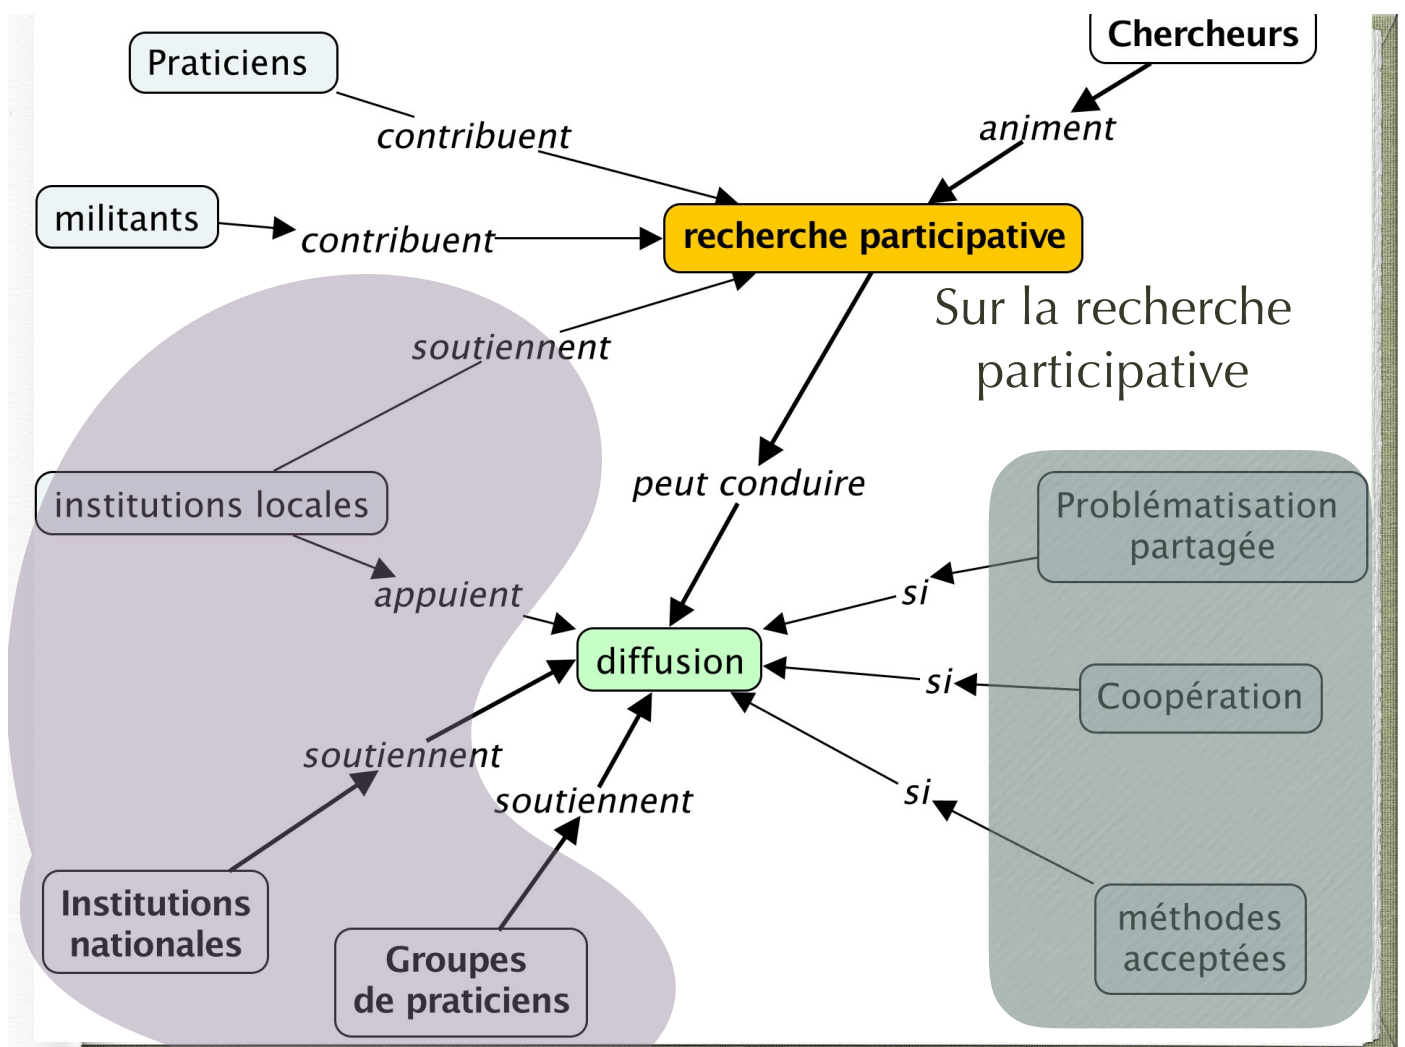 Chercheurs
Praticiens
contribuent
animent
militants
contribuent
recherche participative
Sur la recherche
participative
soutiennent
peut conduire
institutions locales
Problématisation
partagée
appuient
si
diffusion
si
Coopération
soutiennent
soutiennent
si
Institutions
nationales
Groupes
de praticiens
méthodes
acceptées